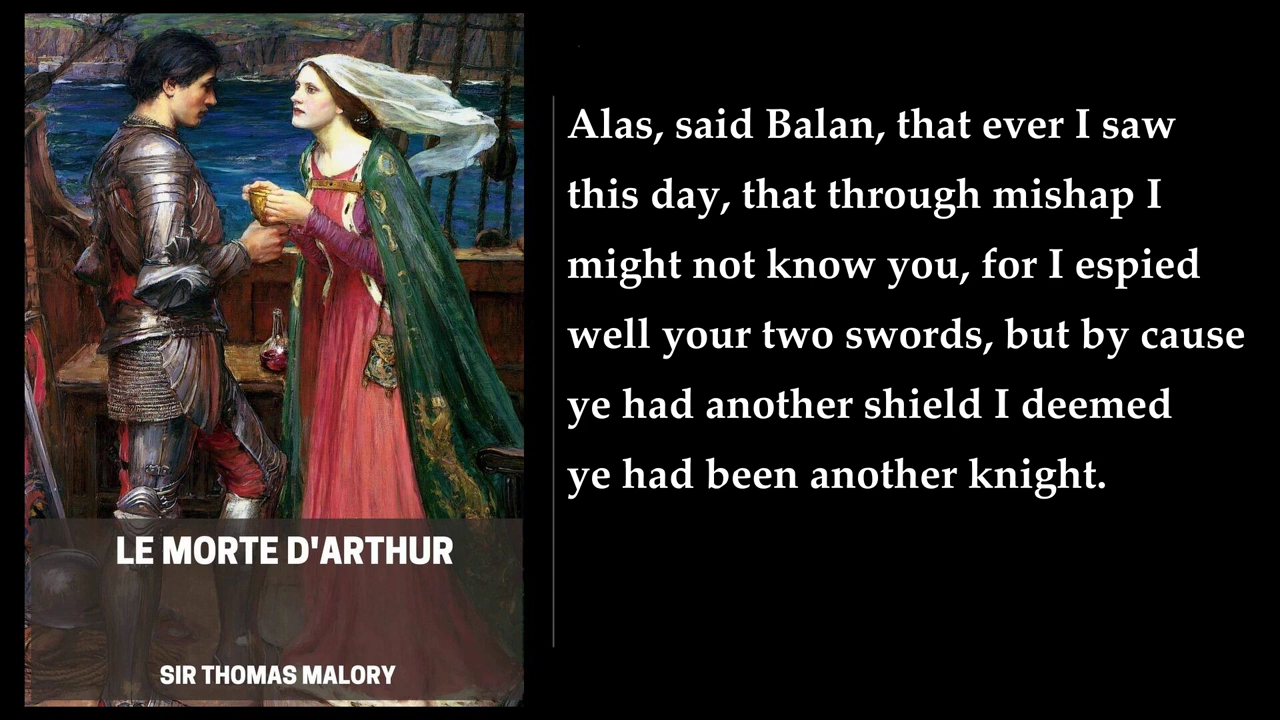 LE MORTE D'ARTHUR
SIR THOMAS MALORY
Alas, said Balan, that ever I saw
this day, that through mishap I
might not know you, for I espied
well your two swords, but by cause
ye had another shield I deemed
ye had been another knight.